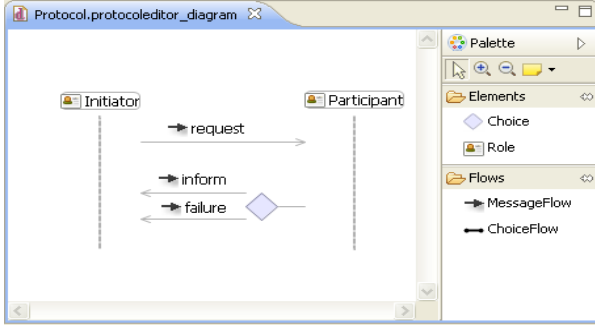 Protocol.protocoleditor_diagram
Palette
Initiator
Participant
request
inform
failure
Elements
Choice
Role
Flows
MessageFlow
ChoiceFlow